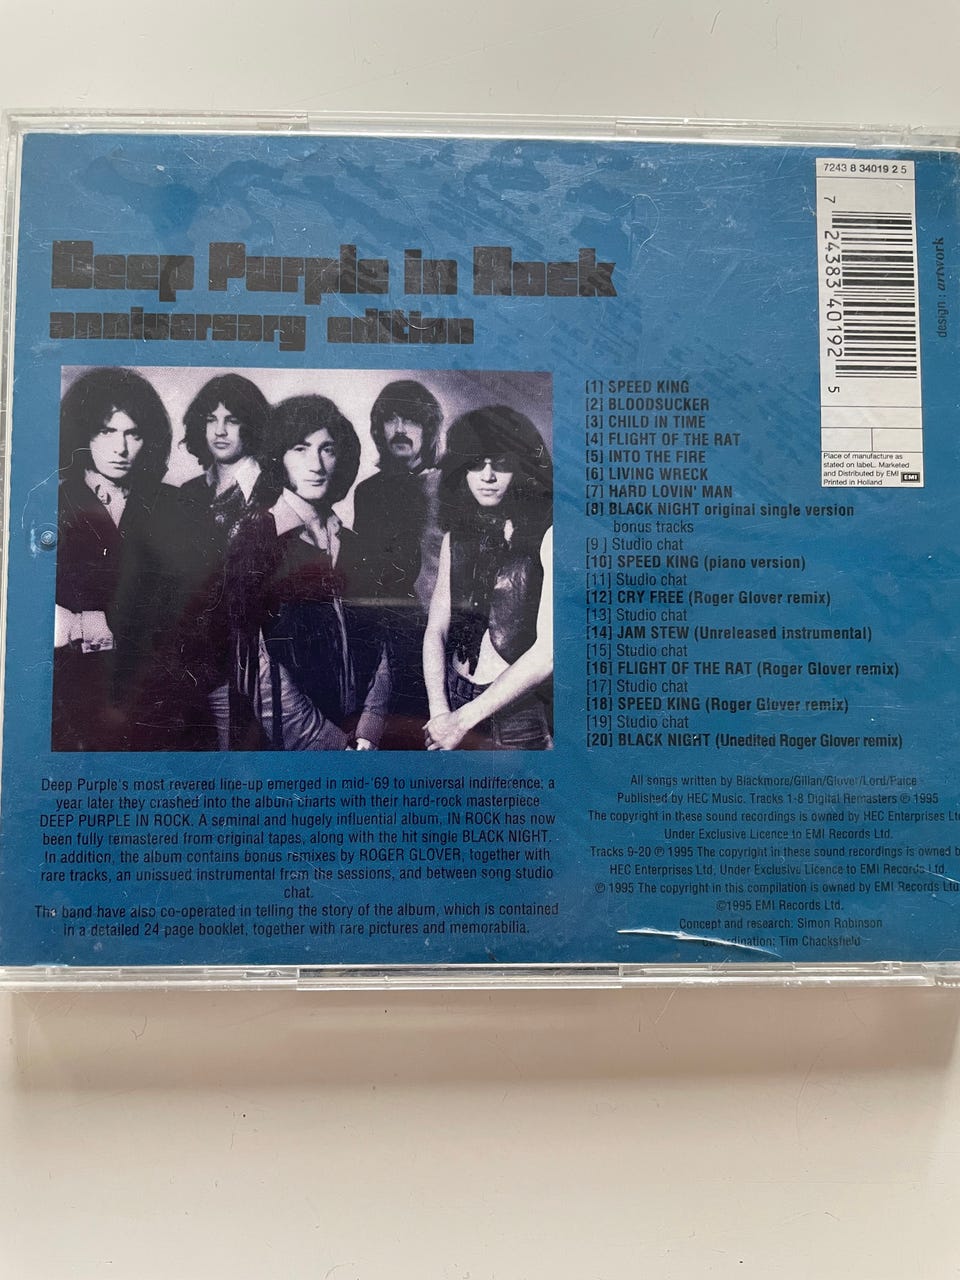 7243 8 34019 2 5
7 24383 40192 5
design : artwork
Place of manufacture as
stated on label. Marketed
and Distributed by EMI
Printed in Holland
EMI
Deep Purple in Rock
anniversary edition
[1] SPEED KING
[2] BLOODSUCKER
[3] CHILD IN TIME
[4] FLIGHT OF THE RAT
[5] INTO THE FIRE
[6] LIVING WRECK
[7] HARD LOVIN' MAN
[8] BLACK NIGHT original single version
bonus tracks
[9 ] Studio chat
[10] SPEED KING (piano version)
[11] Studio chat
[12] CRY FREE (Roger Glover remix)
[13] Studio chat
[14] JAM STEW (Unreleased instrumental)
[15] Studio chat
[16] FLIGHT OF THE RAT (Roger Glover remix)
[17] Studio chat
[18] SPEED KING (Roger Glover remix)
[19] Studio chat
[20] BLACK NIGHT (Unedited Roger Glover remix)
Deep Purple's most revered line-up emerged in mid-'69 to universal indifference; a
year later they crashed into the album charts with their hard-rock masterpiece
DEEP PURPLE IN ROCK. A seminal and hugely influential album, IN ROCK has now
been fully remastered from original tapes, along with the hit single BLACK NIGHT.
In addition, the album contains bonus remixes by ROGER GLOVER, together with
rare tracks, an unissued instrumental from the sessions, and between song studio
chat.
The band have also co-operated in telling the story of the album, which is contained
in a detailed 24 page booklet, together with rare pictures and memorabilia.
All songs written by Blackmore/Gillan/Glover/Lord/Paice
Published by HEC Music. Tracks 1-8 Digital Remasters ℗ 1995
The copyright in these sound recordings is owned by HEC Enterprises Ltd
Under Exclusive Licence to EMI Records Ltd.
Tracks 9-20 ℗ 1995 The copyright in these sound recordings is owned b
HEC Enterprises Ltd, Under Exclusive Licence to EMI Records Ltd.
℗ 1995 The copyright in this compilation is owned by EMI Records Ltd
©1995 EMI Records Ltd.
Concept and research: Simon Robinson
Co-ordination: Tim Chacksfield